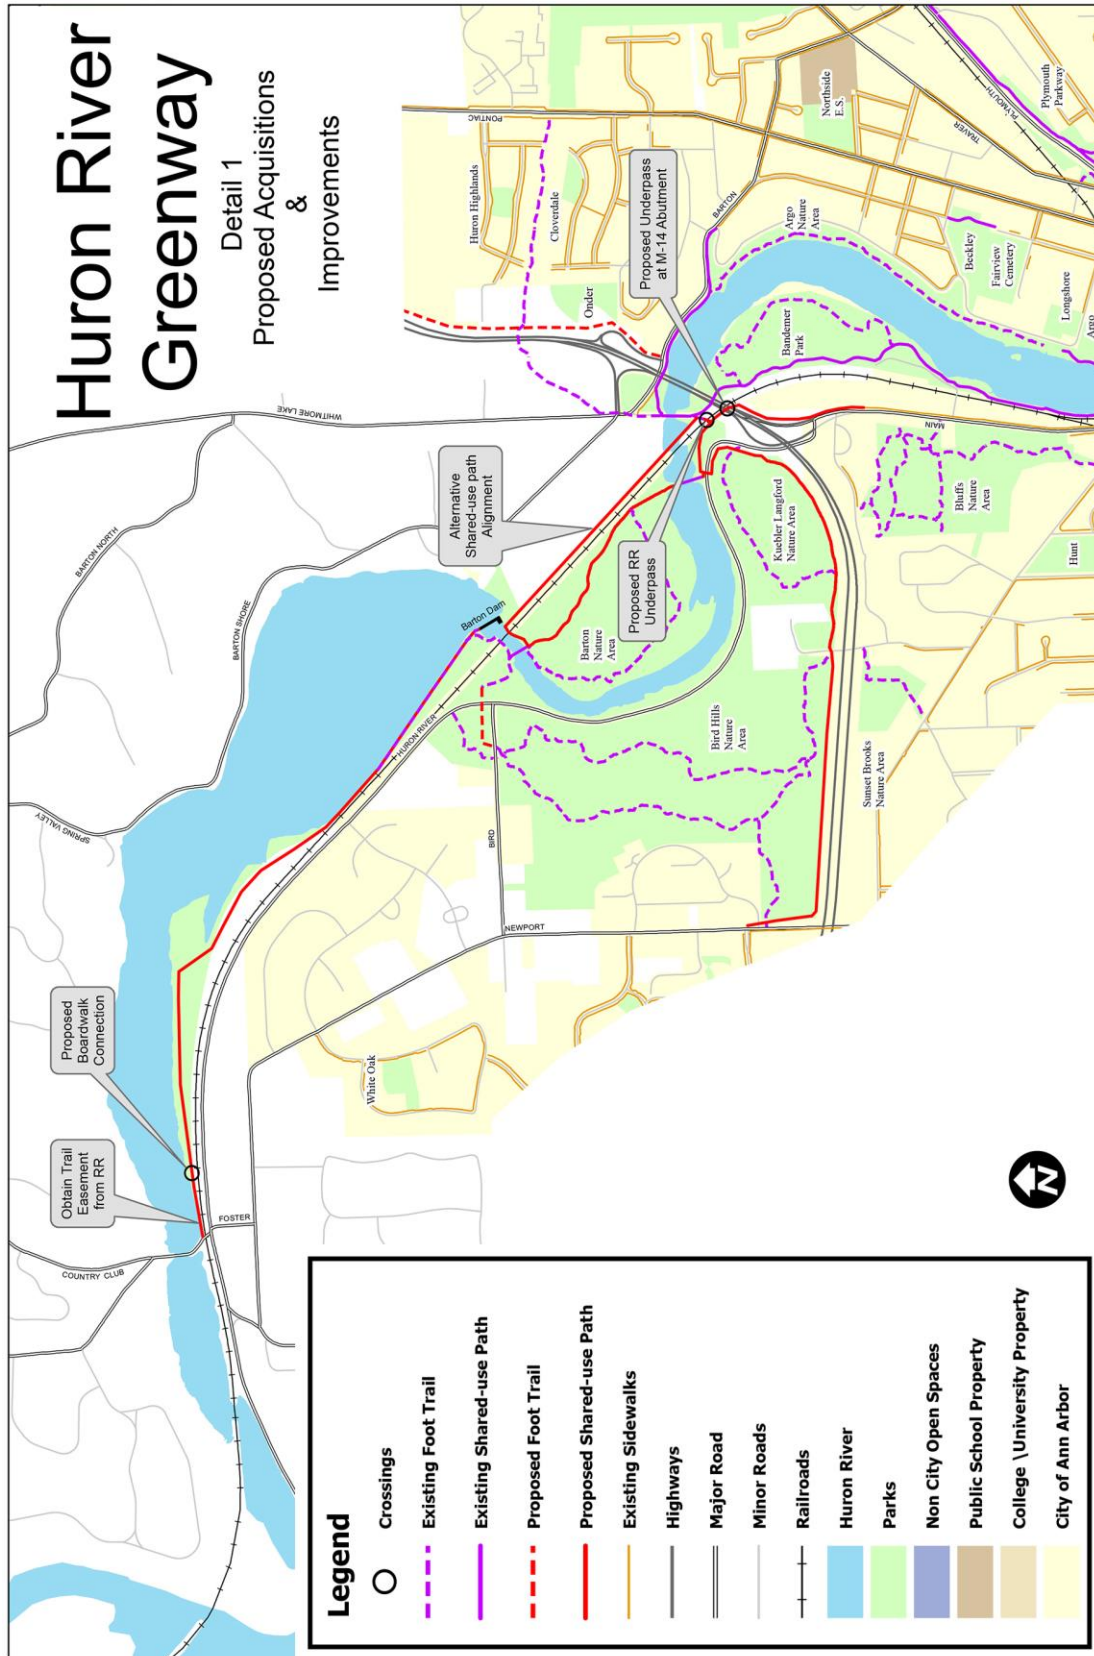 Huron River
Greenway
Detail 1
Proposed Acquisitions
&
Improvements
SPRING VALLEY
BARTON SHORE
BARTON NORTH
WHITMORE LAKE
PONTIAC
Huron Highlands
Cloverdale
Onder
Northside
E.S.
TRAVER
PLYMOUTH
Plymouth
Parkway
BARTON
Proposed Underpass
at M-14 Abutment
Argo
Nature
Area
Beckley
Fairview
Cemetery
Longshore
Argo
Bandemer
Park
MAIN
Bluffs
Nature
Area
Hunt
Alternative
Shared-use path
Alignment
Barton Dam
Barton
Nature
Area
Proposed RR
Underpass
Kuebler Langford
Nature Area
Bird Hills
Nature
Area
Sunset Brooks
Nature Area
HURON RIVER
BIRD
NEWPORT
White Oak
Proposed
Boardwalk
Connection
Obtain Trail
Easement
from RR
FOSTER
COUNTRY CLUB
N
Legend
Crossings
Existing Foot Trail
Existing Shared-use Path
Proposed Foot Trail
Proposed Shared-use Path
Existing Sidewalks
Highways
Major Road
Minor Roads
Railroads
Huron River
Parks
Non City Open Spaces
Public School Property
College \University Property
City of Ann Arbor